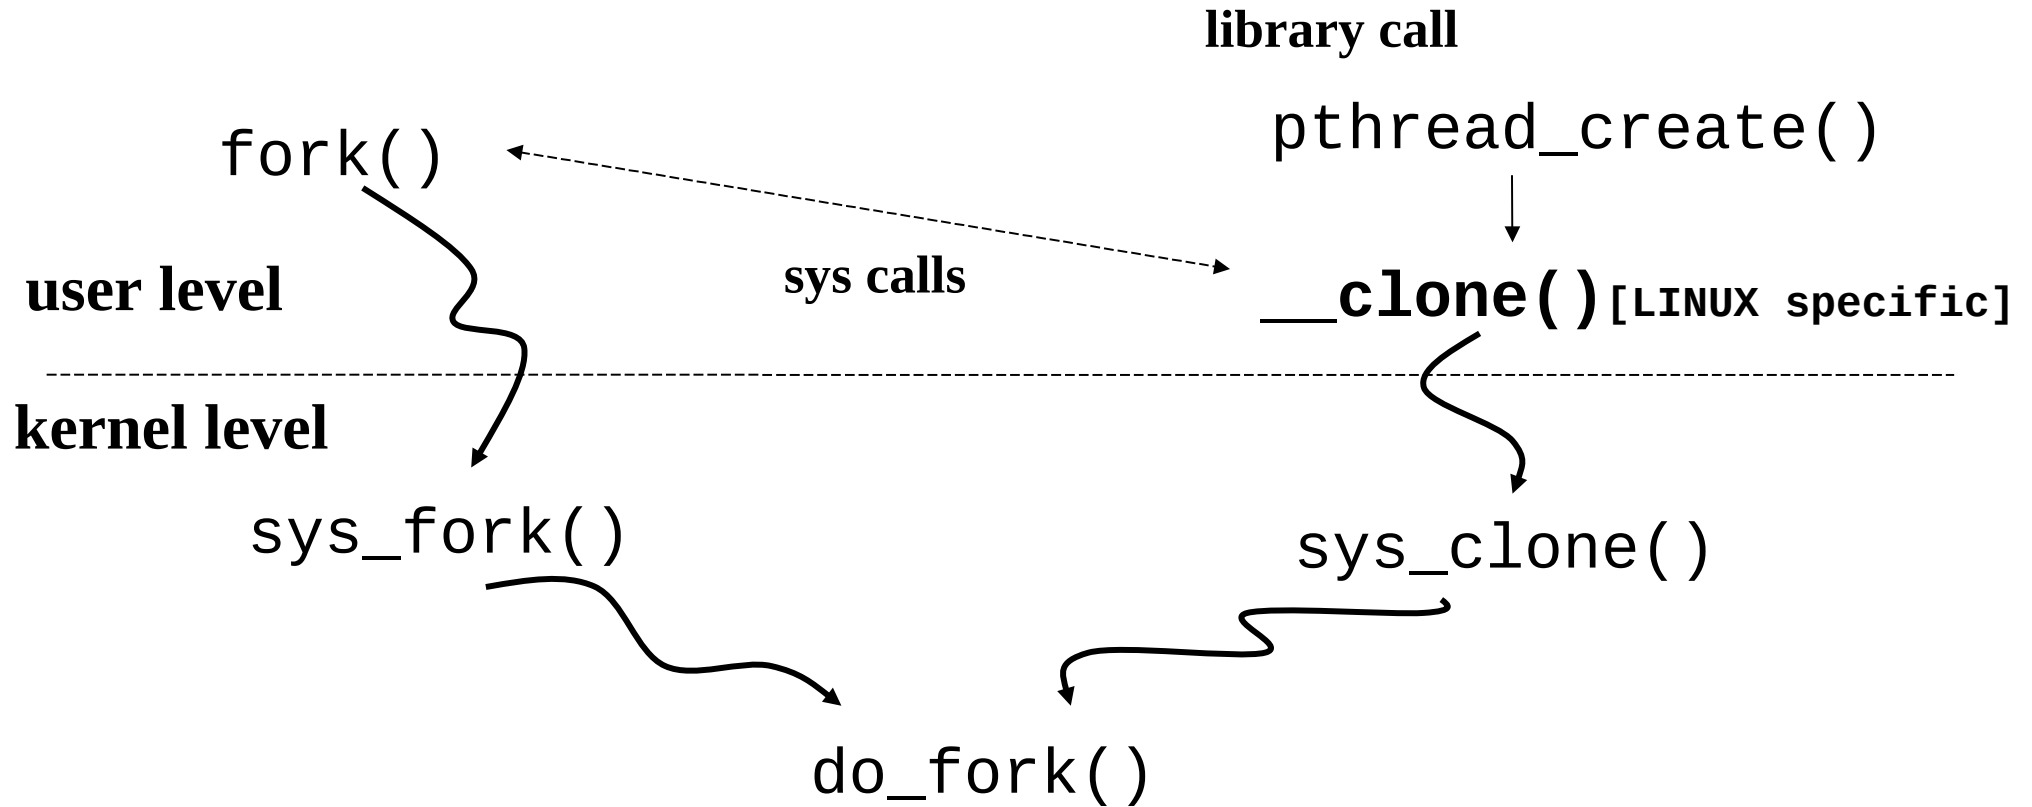 library call
pthread_create()
fork()
sys calls
user level
__clone()[LINUX specific]
kernel level
sys_fork()
sys_clone()
do_fork()